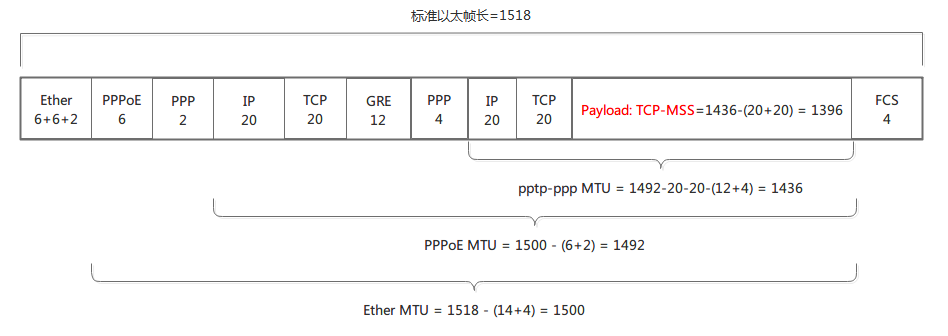 标准以太帧长=1518
Ether PPPoE PPP IP TCP GRE PPP IP TCP Payload: TCP-MSS=1436-(20+20) = 1396 FCS
6+6+2 6 2 20 20 12 4 20 20 4
pptp-ppp MTU = 1492-20-20-(12+4) = 1436
PPPoE MTU = 1500 - (6+2) = 1492
Ether MTU = 1518 - (14+4) = 1500